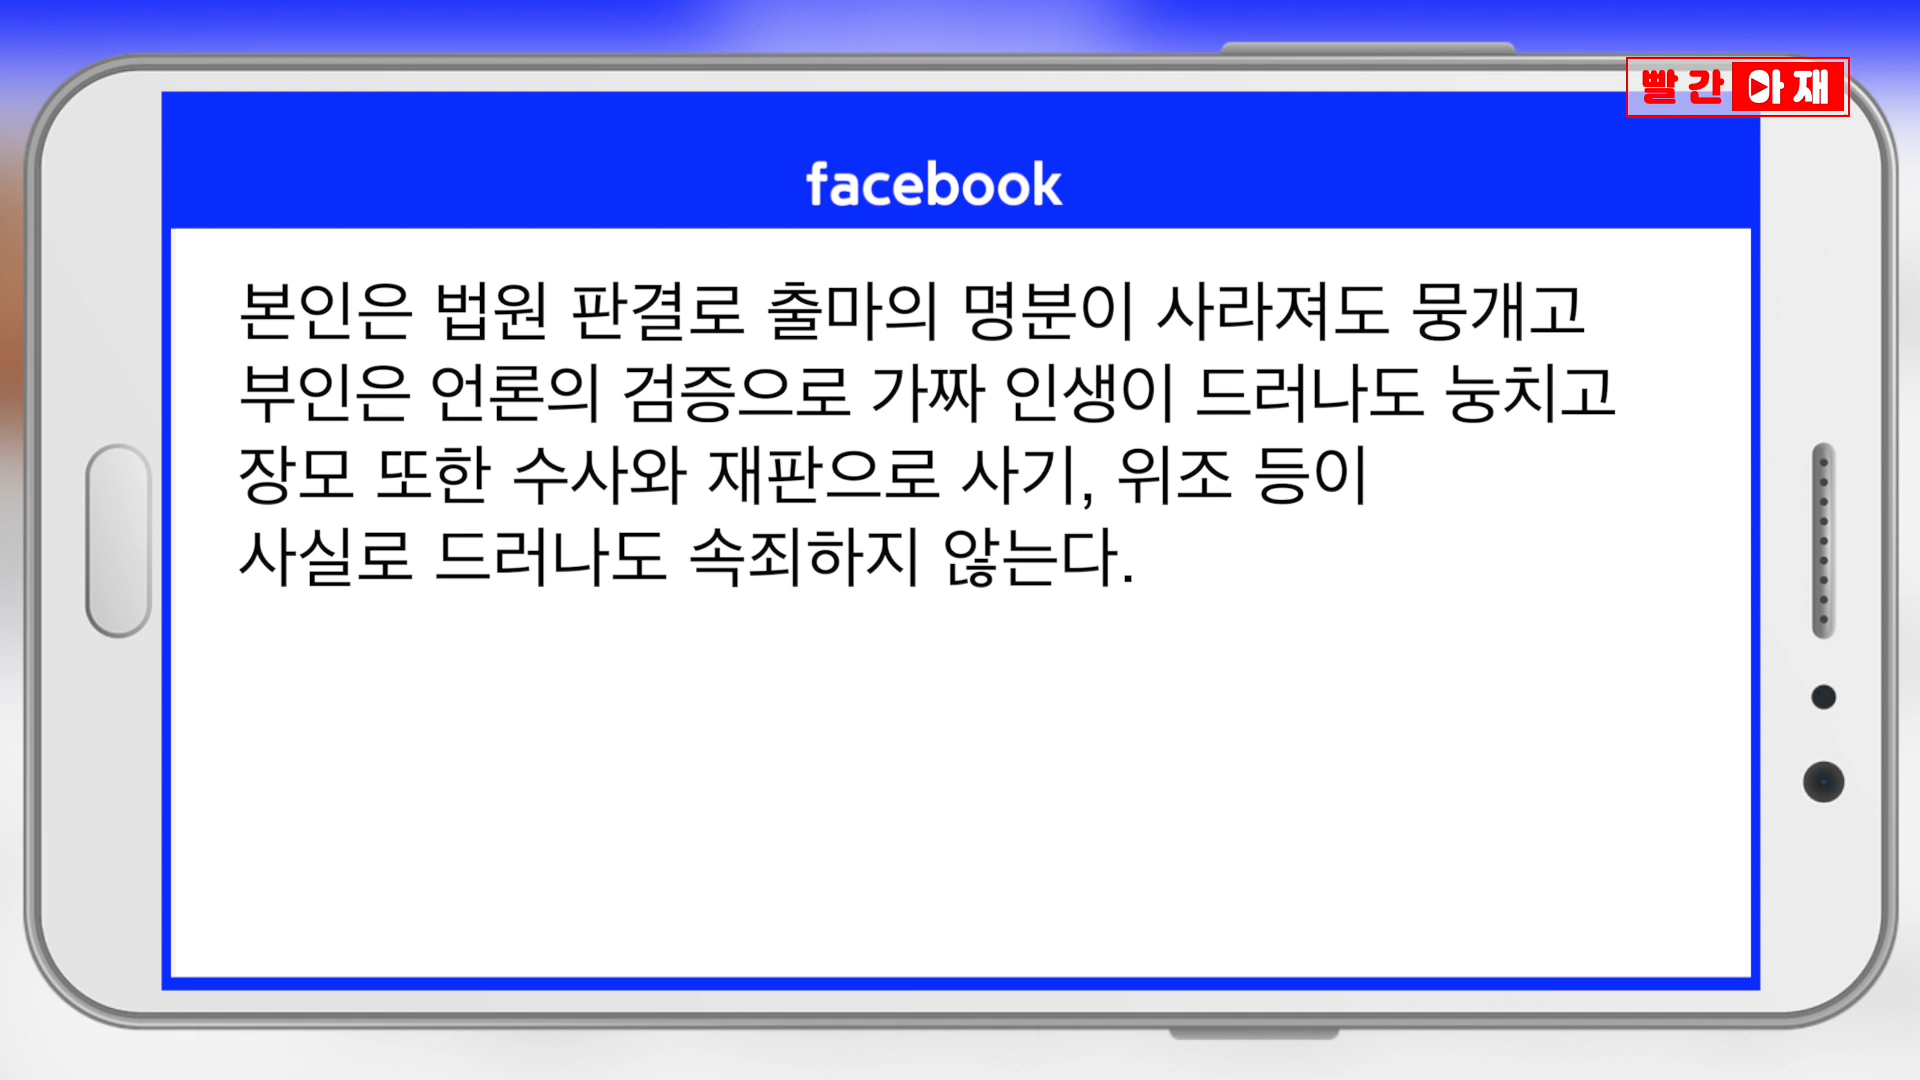 빨간아재
facebook
본인은 법원 판결로 출마의 명분이 사라져도 뭉개고
부인은 언론의 검증으로 가짜 인생이 드러나도 눙치고
장모 또한 수사와 재판으로 사기, 위조 등이
사실로 드러나도 속죄하지 않는다.